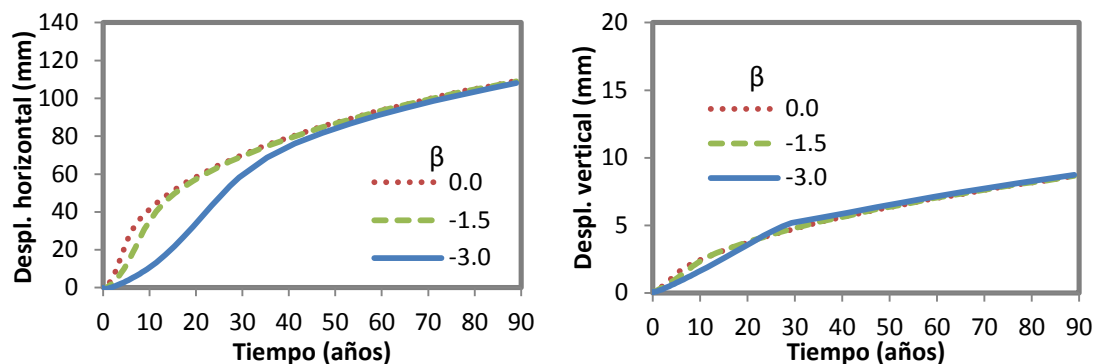 Despl. horizontal (mm)
140
120
100
80
60
40
20
0
β
0.0
-1.5
-3.0
0 10 20 30 40 50 60 70 80 90
Tiempo (años)
Despl. vertical (mm)
20
15
10
5
0
β
0.0
-1.5
-3.0
0 10 20 30 40 50 60 70 80 90
Tiempo (años)